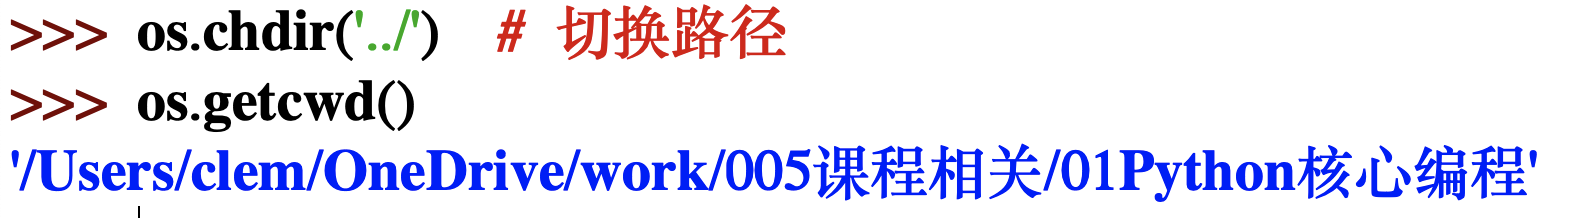 >>> os.chdir('../')  # 切换路径
>>> os.getcwd()
'/Users/clem/OneDrive/work/005课程相关/01Python核心编程'